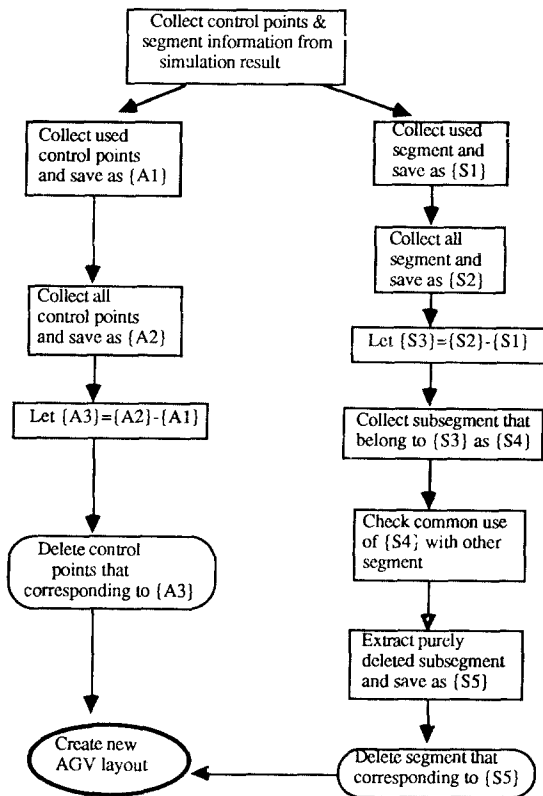 Collect control points &
segment information from
simulation result
Collect used
control points
and save as {A1}
Collect all
control points
and save as {A2}
Let {A3}={A2}-{A1}
Delete control
points that
corresponding to {A3}
Collect used
segment and
save as {S1}
Collect all
segment and
save as {S2}
Let {S3}={S2}-{S1}
Collect subsegment that
belong to {S3} as {S4}
Check common use
of {S4} with other
segment
Extract purely
deleted subsegment
and save as {S5}
Delete segment that
corresponding to {S5}
Create new
AGV layout